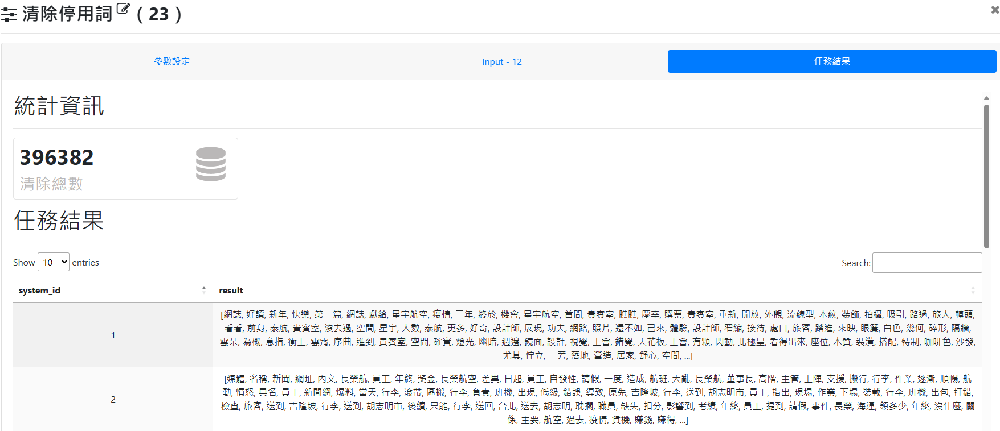 清除停用詞 ( 23 )
參數設定 Input - 12 任務結果
統計資訊
396382
清除總數
任務結果
Show 10 entries Search:
system_id result
[網誌, 好讀, 新年, 快樂, 第一篇, 網誌, 獻給, 星宇航空, 疫情, 三年, 終於, 機會, 星宇航空, 首間, 貴賓室, 瞧瞧, 慶幸, 購票, 貴賓室, 重新, 開放, 外觀, 流線型, 木紋, 裝飾, 拍攝, 吸引, 路過, 旅人, 轉頭,
看看, 前身, 泰航, 貴賓室, 沒去過, 空間, 星宇, 人數, 泰航, 更多, 好奇, 設計師, 展現, 功夫, 網路, 照片, 還不如, 己來, 體驗, 設計師, 窄縮, 接待, 處口, 旅客, 踏進, 來映, 眼簾, 白色, 幾何, 碎形, 隔牆,
1
雲朵, 為概, 意指, 衝上, 雲霄, 序曲, 進到, 貴賓室, 空間, 確實, 燈光, 幽暗, 週邊, 鏡面, 設計, 視覺, 上會, 錯覺, 天花板, 上會, 有顆, 閃動, 北極星, 看得出來, 座位, 木質, 裝潢, 搭配, 特制, 咖啡色, 沙發,
尤其, 佇立, 一旁, 落地, 營造, 居家, 舒心, 空間, ...]
[媒體, 名稱, 新聞, 網址, 內文, 長榮航, 員工, 年終, 獎金, 長榮航空, 差異, 日起, 員工, 自發性, 請假, 一度, 造成, 航班, 大亂, 長榮航, 董事長, 高階, 主管, 上陣, 支援, 搬行, 行李, 作業, 逐漸, 順暢, 航
勤, 憤怒, 具名, 員工, 新聞網, 爆料, 當天, 行李, 滾帶, 區搬, 行李, 負責, 班機, 出現, 低級, 錯誤, 導致, 原先, 吉隆坡, 行李, 送到, 胡志明市, 員工, 指出, 現場, 作業, 下場, 裝載, 行李, 班機, 出包, 打錯,
2
檢查, 旅客, 送到, 吉隆坡, 行李, 送到, 胡志明市, 後續, 只能, 行李, 送回, 台北, 送去, 胡志明, 耽擱, 職員, 缺失, 扣分, 影響到, 考績, 年終, 員工, 提到, 請假, 事件, 長榮, 海運, 領多少, 年終, 沒什麼, 關
係, 主要, 航空, 過去, 疫情, 貨機, 賺錢, 賺得, ...]